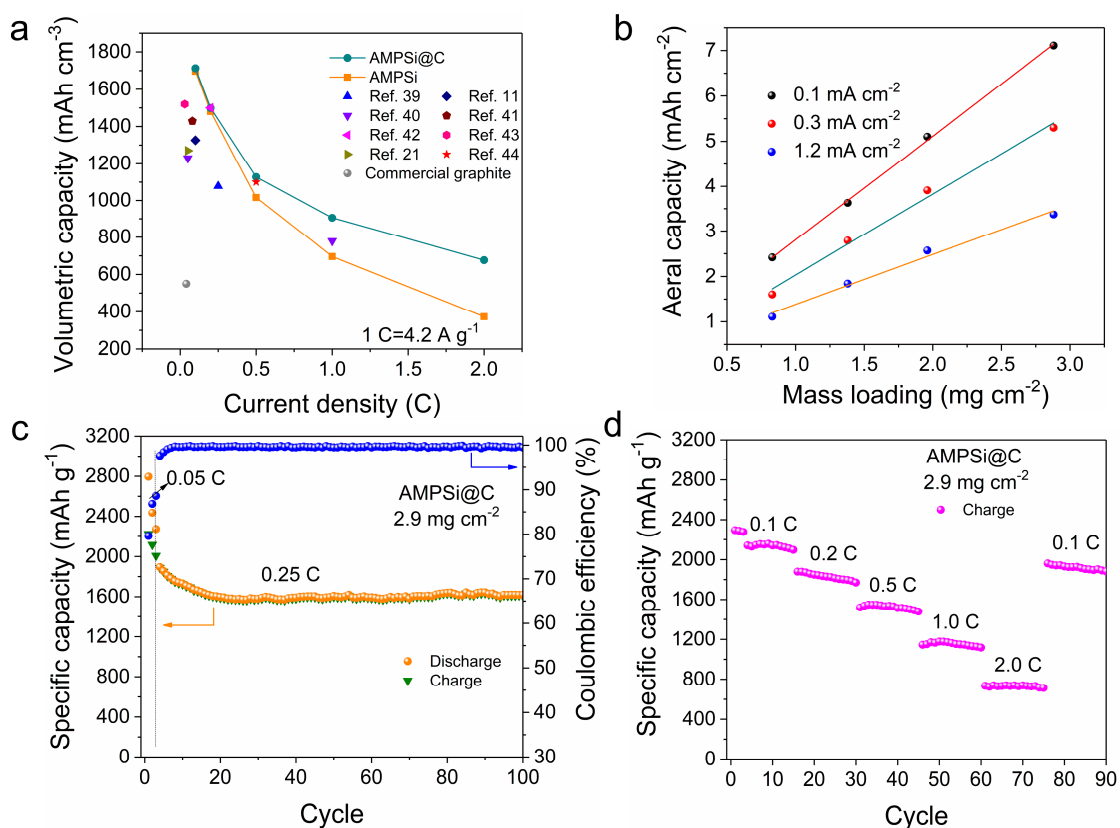 a
Volumetric capacity (mAh cm-3)
1800
1600
1400
1200
1000
800
600
400
200
AMPSi@C
AMPSi
Ref. 39
Ref. 11
Ref. 40
Ref. 41
Ref. 42
Ref. 43
Ref. 21
Ref. 44
Commercial graphite
1 C=4.2 A g-1
0.0 0.5 1.0 1.5 2.0
Current density (C)
b
Aeral capacity (mAh cm-2)
7
6
5
4
3
2
1
0.1 mA cm-2
0.3 mA cm-2
1.2 mA cm-2
0.5 1.0 1.5 2.0 2.5 3.0
Mass loading (mg cm-2)
c
Specific capacity (mAh g-1)
3200
2800
2400
2000
1600
1200
800
400
0
0.05 C
AMPSi@C
2.9 mg cm-2
0.25 C
Discharge
Charge
100
90
80
70
60
50
40
30
Coulombic efficiency (%)
0 20 40 60 80 100
Cycle
d
Specific capacity (mAh g-1)
3200
2800
2400
2000
1600
1200
800
400
0
AMPSi@C
2.9 mg cm-2
Charge
0.1 C
0.2 C
0.5 C
1.0 C
2.0 C
0.1 C
0 10 20 30 40 50 60 70 80 90
Cycle